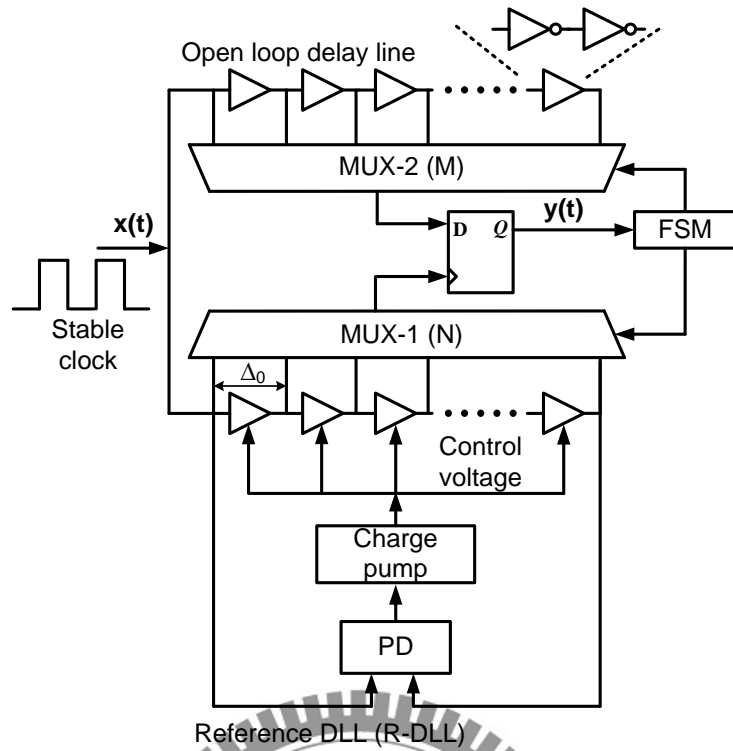 Open loop delay line
MUX-2 (M)
x(t)
D Q
y(t)
FSM
Stable
clock
MUX-1 (N)
Δ0
Control
voltage
Charge
pump
PD
Reference DLL (R-DLL)